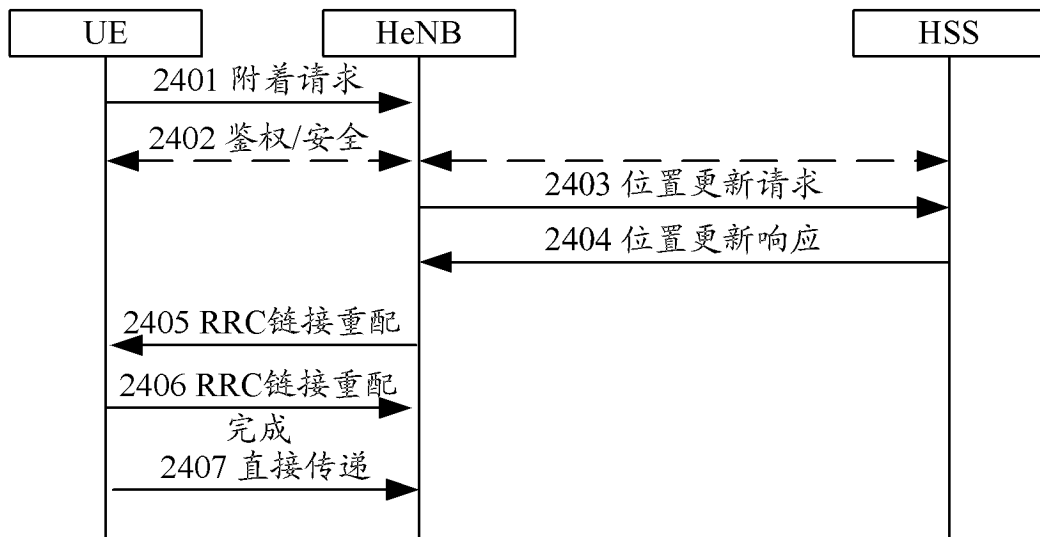 UE
HeNB
HSS
2401 附着请求
2402 鉴权/安全
2403 位置更新请求
2404 位置更新响应
2405 RRC链接重配
2406 RRC链接重配
完成
2407 直接传递